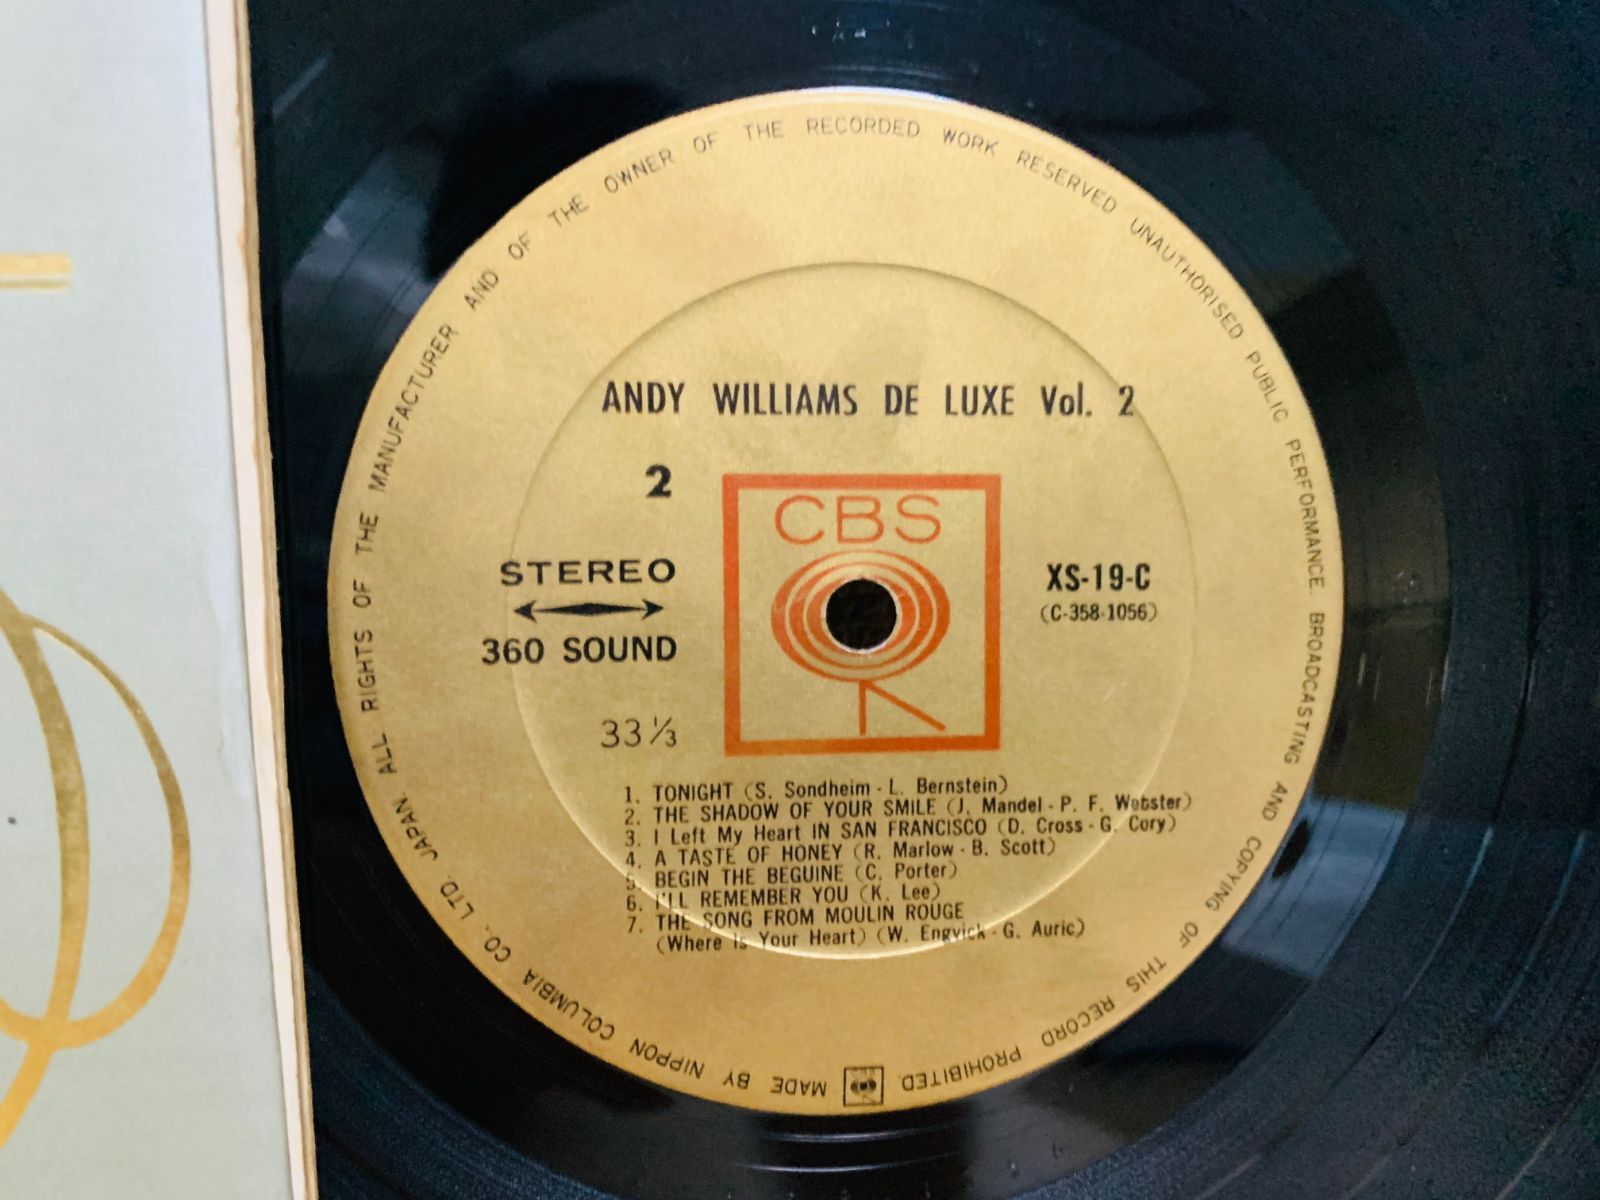 ALL RIGHTS OF THE MANUFACTURER AND OF THE OWNER OF THE RECORDED WORK RESERVED UNAUTHORISED PUBLIC PERFORMANCE BROADCASTING AND COPYING OF THIS RECORD PROHIBITED.
MADE BY NIPPON COLUMBIA CO., LTD. JAPAN.
ANDY WILLIAMS DE LUXE Vol. 2
2
CBS
STEREO
360 SOUND
XS-19-C
(C-358-1056)
33⅓
1. TONIGHT (S. Sondheim - L. Bernstein)
2. THE SHADOW OF YOUR SMILE (J. Mandel - P. F. Webster)
3. I Left My Heart IN SAN FRANCISCO (D. Cross - G. Cory)
4. A TASTE OF HONEY (R. Marlow - B. Scott)
5. BEGIN THE BEGUINE (C. Porter)
6. I'LL REMEMBER YOU (K. Lee)
7. THE SONG FROM MOULIN ROUGE
(Where Is Your Heart) (W. Engvick - G. Auric)